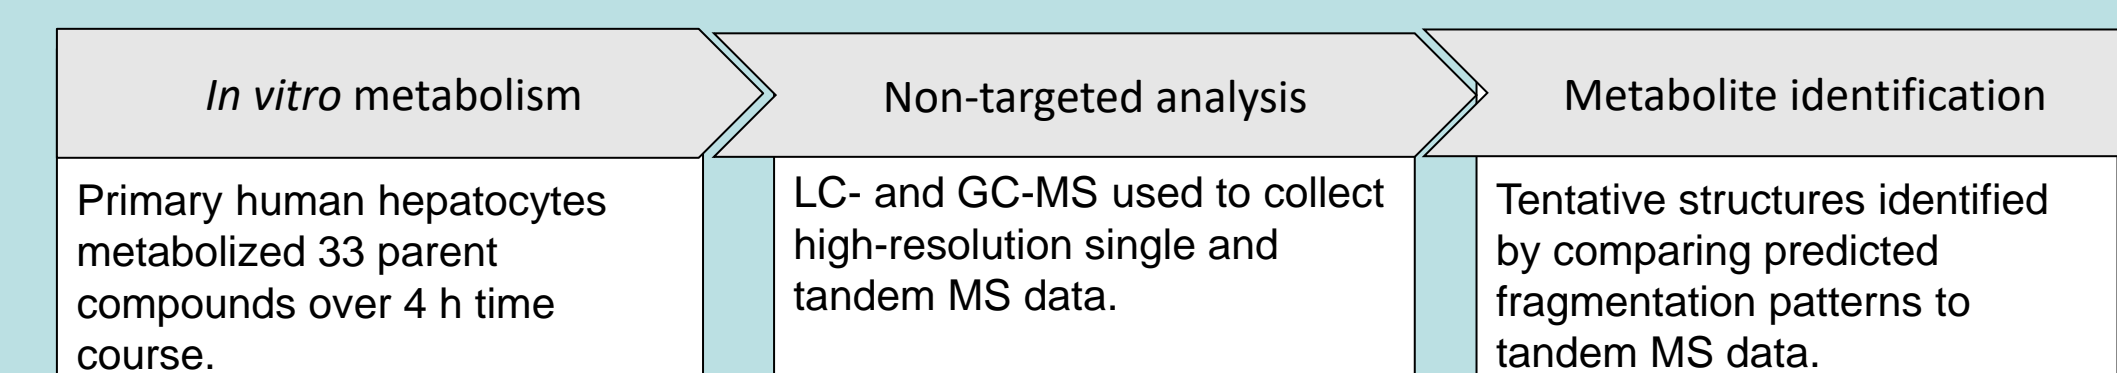 In vitro metabolism
Primary human hepatocytes
metabolized 33 parent
compounds over 4 h time
course.
Non-targeted analysis
LC- and GC-MS used to collect
high-resolution single and
tandem MS data.
Metabolite identification
Tentative structures identified
by comparing predicted
fragmentation patterns to
tandem MS data.